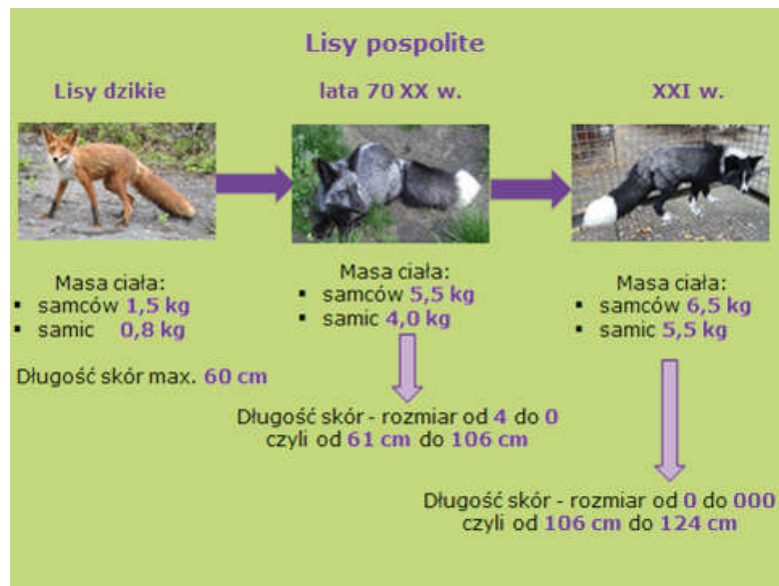 Lisy pospolite
Lisy dzikie
lata 70 XX w.
XXI w.
Masa ciała:
▪ samców 1,5 kg
▪ samic 0,8 kg
Długość skór max. 60 cm
Masa ciała:
▪ samców 5,5 kg
▪ samic 4,0 kg
Długość skór - rozmiar od 4 do 0
czyli od 61 cm do 106 cm
Masa ciała:
▪ samców 6,5 kg
▪ samic 5,5 kg
Długość skór - rozmiar od 0 do 000
czyli od 106 cm do 124 cm